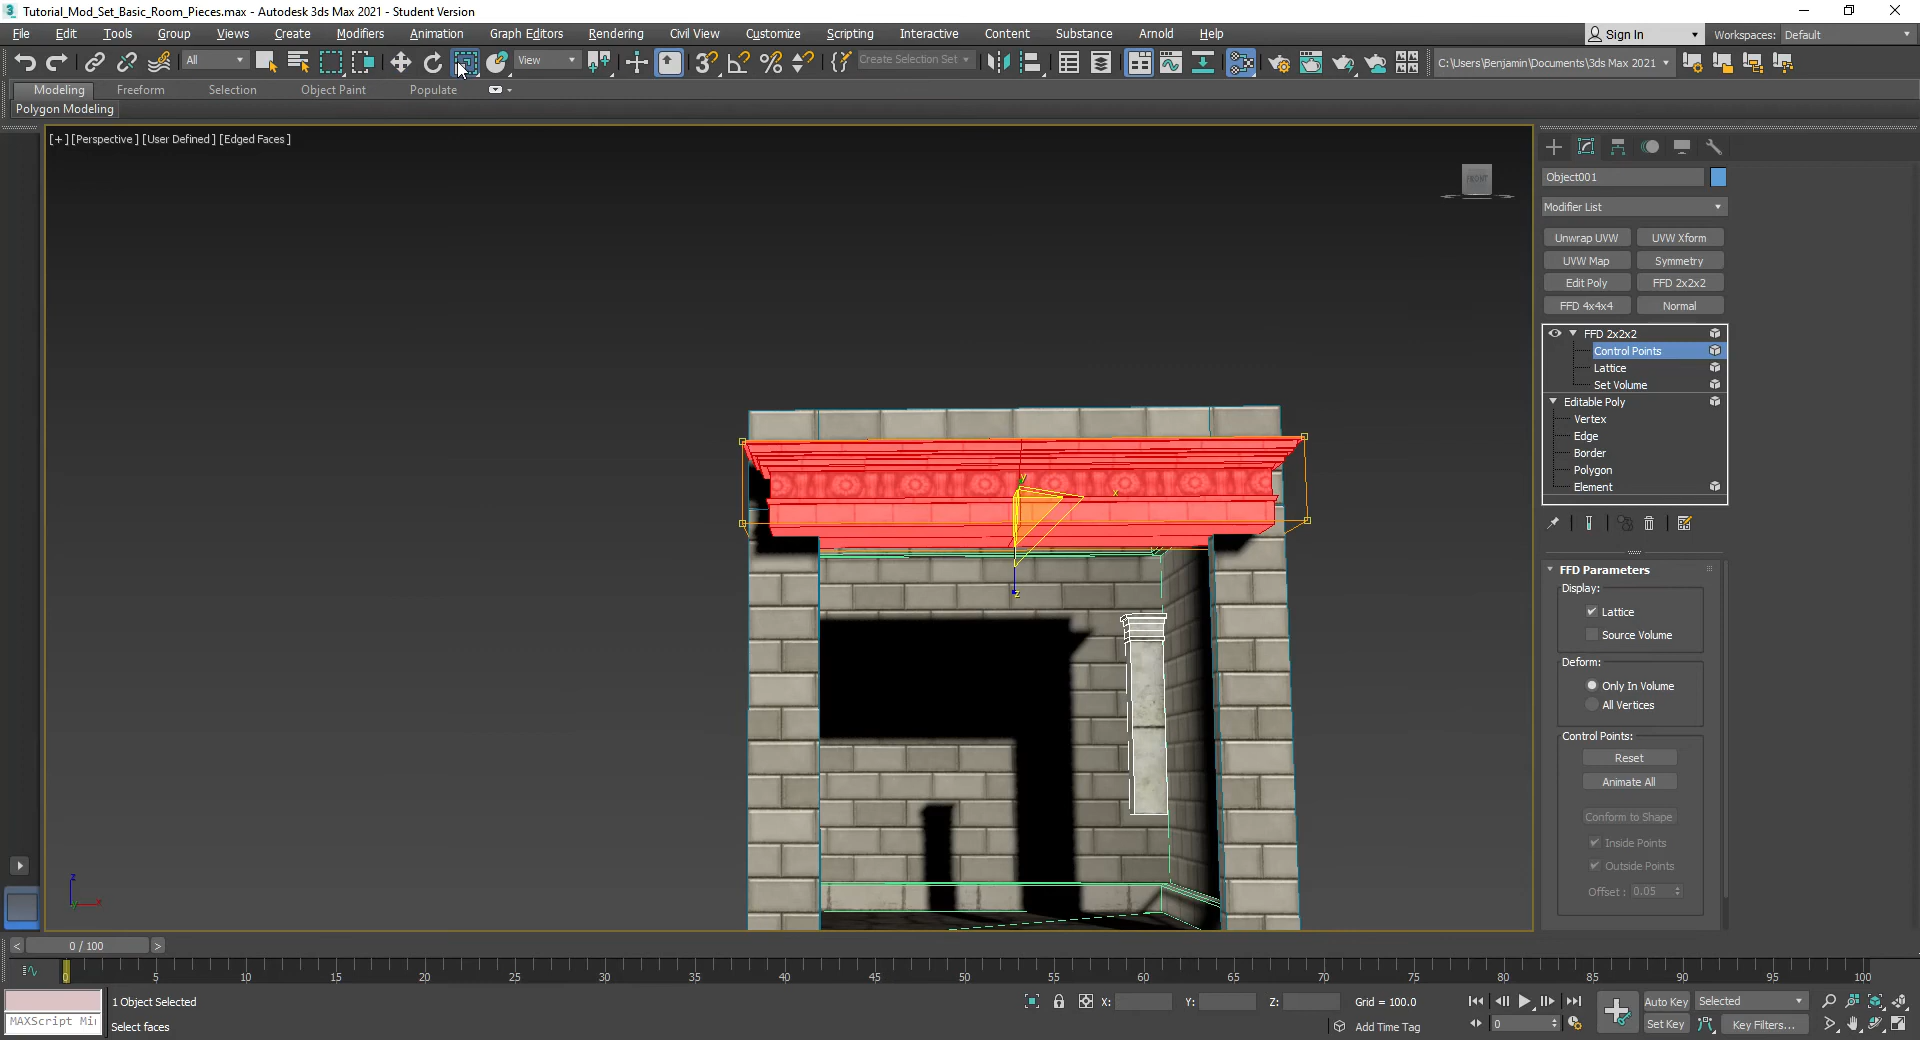 Tutorial_Mod_Set_Basic_Room_Pieces.max - Autodesk 3ds Max 2021 - Student Version
File Edit Tools Group Views Create Modifiers Animation Graph Editors Rendering Civil View Customize Scripting Interactive Content Substance Arnold Help Sign In Workspaces: Default
All View Create Selection Set C:\Users\Benjamin\Documents\3ds Max 2021
Modeling Freeform Selection Object Paint Populate
Polygon Modeling
[+] [Perspective] [User Defined] [Edged Faces]
FRONT
Object001
Modifier List
Unwrap UVW UVW Xform
UVW Map Symmetry
Edit Poly FFD 2x2x2
FFD 4x4x4 Normal
FFD 2x2x2
Control Points
Lattice
Set Volume
Editable Poly
Vertex
Edge
Border
Polygon
Element
y
x
z
FFD Parameters
Display:
Lattice
Source Volume
Deform:
Only In Volume
All Vertices
Control Points:
Reset
Animate All
Conform to Shape
Inside Points
Outside Points
Offset: 0.05
z
x
< 0 / 100 >
0 5 10 15 20 25 30 35 40 45 50 55 60 65 70 75 80 85 90 95 100
1 Object Selected X: Y: Z: Grid = 100.0 Auto Key Selected
MAXScript Mi Select faces Add Time Tag 0 Set Key Key Filters...